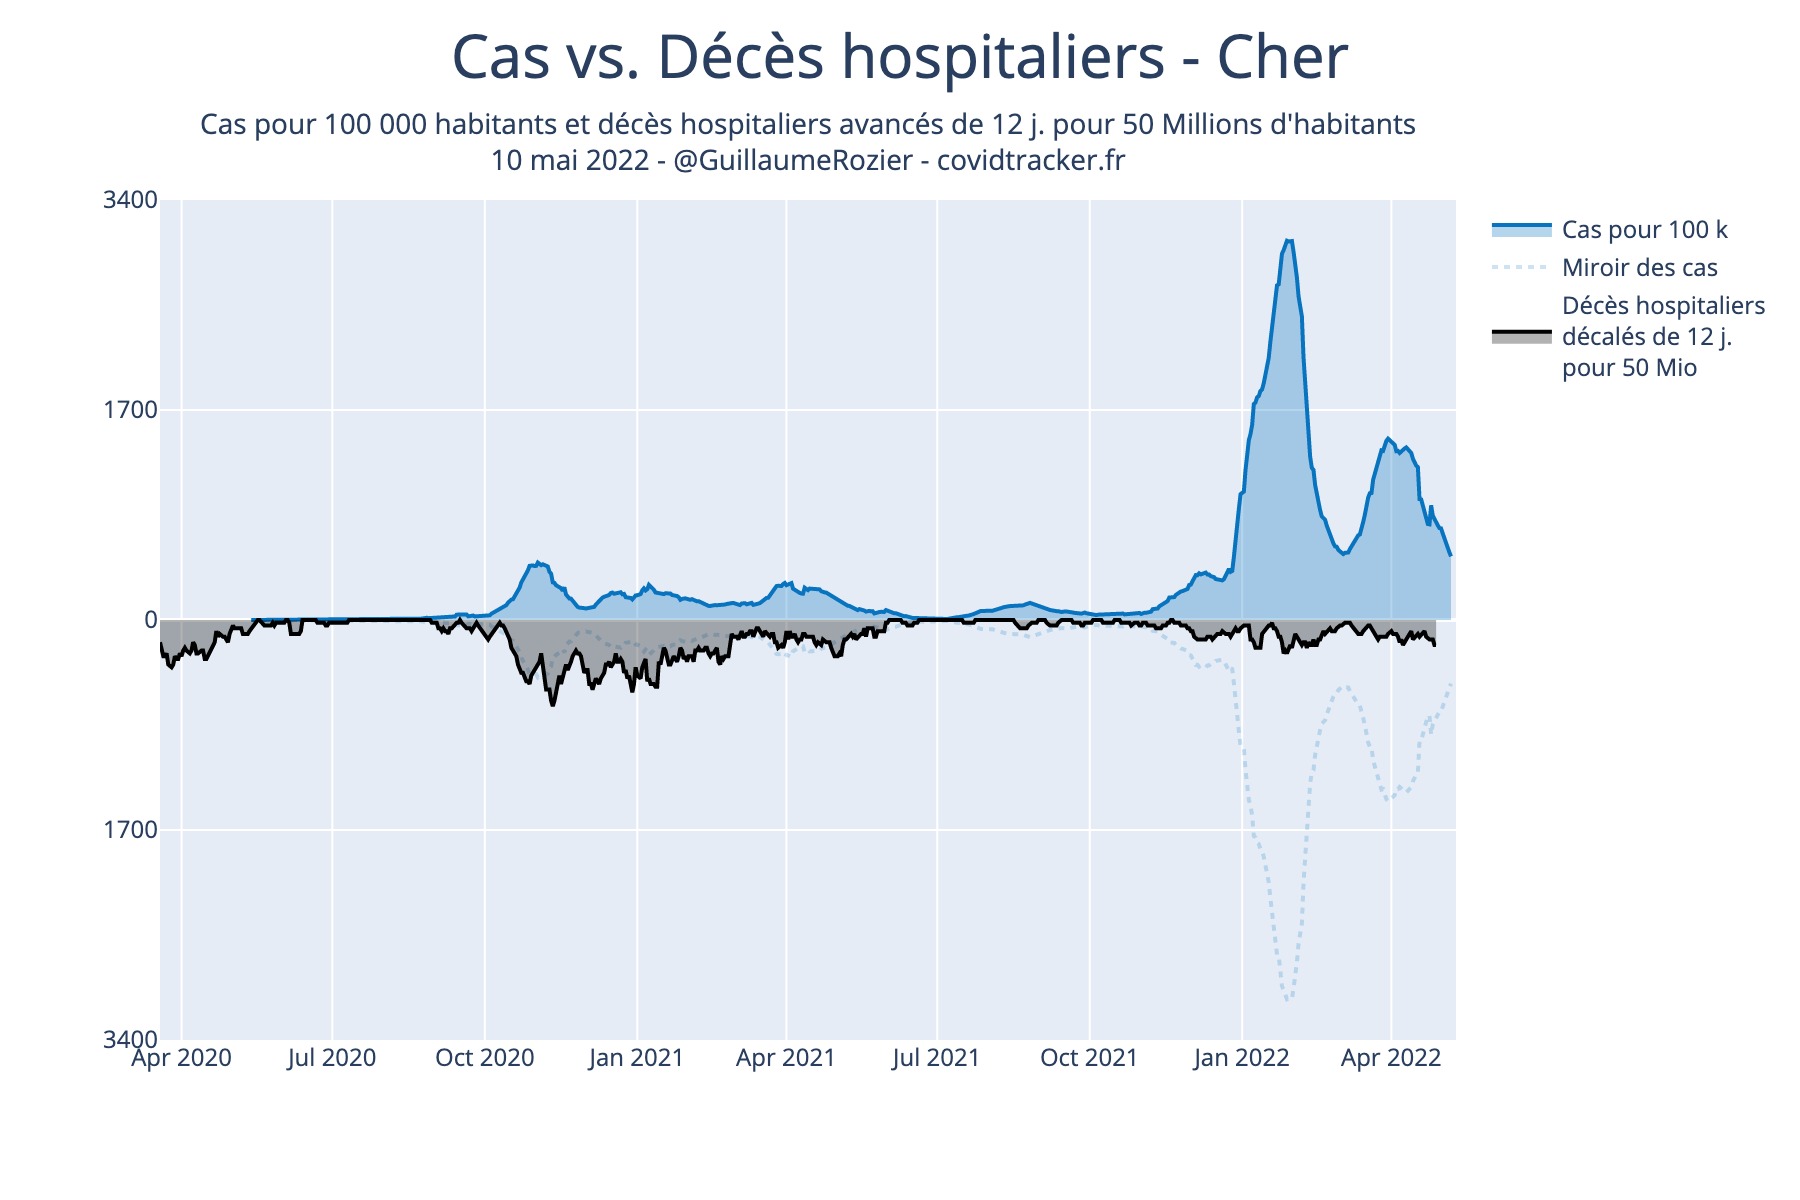 Cas vs. Décès hospitaliers - Cher
Cas pour 100 000 habitants et décès hospitaliers avancés de 12 j. pour 50 Millions d'habitants
10 mai 2022 - @GuillaumeRozier - covidtracker.fr
3400
1700
0
1700
3400
Apr 2020
Jul 2020
Oct 2020
Jan 2021
Apr 2021
Jul 2021
Oct 2021
Jan 2022
Apr 2022
Cas pour 100 k
Miroir des cas
Décès hospitaliers
décalés de 12 j.
pour 50 Mio